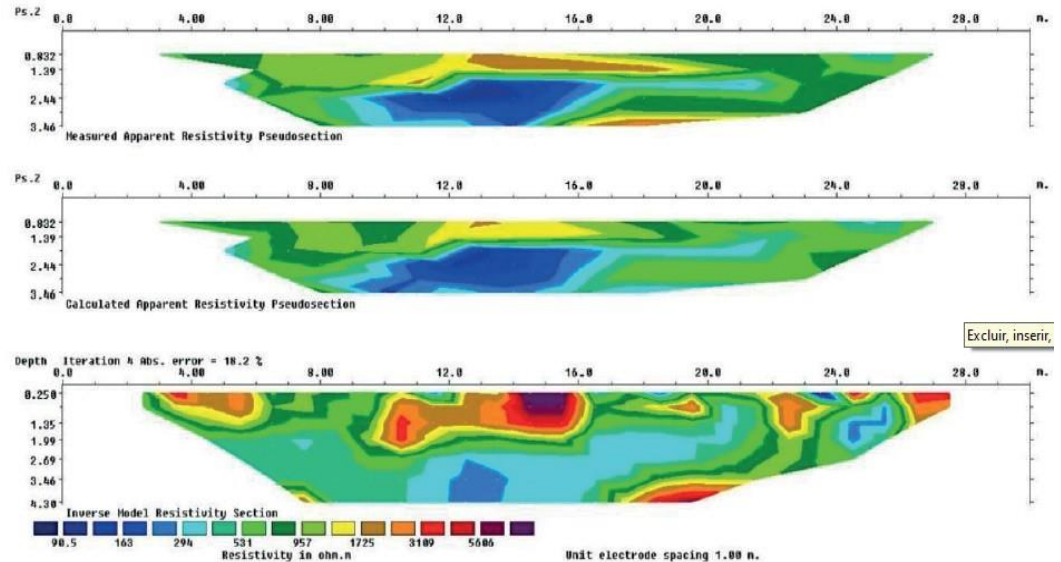 Ps.Z 0.0 4.00 8.00 12.0 16.0 20.0 24.0 28.0 m.
0.832
1.39
2.44
3.46
Measured Apparent Resistivity Pseudosection
Ps.Z 0.0 4.00 8.00 12.0 16.0 20.0 24.0 28.0 m.
0.832
1.39
2.44
3.46
Calculated Apparent Resistivity Pseudosection
Excluir, inserir,
Depth Iteration 4 Abs. error = 18.2 %
0.0 4.00 8.00 12.0 16.0 20.0 24.0 28.0 m.
0.250
1.35
1.99
2.69
3.46
4.30
Inverse Model Resistivity Section
90.5 163 294 531 957 1725 3109 5606
Resistivity in ohm.m Unit electrode spacing 1.00 m.